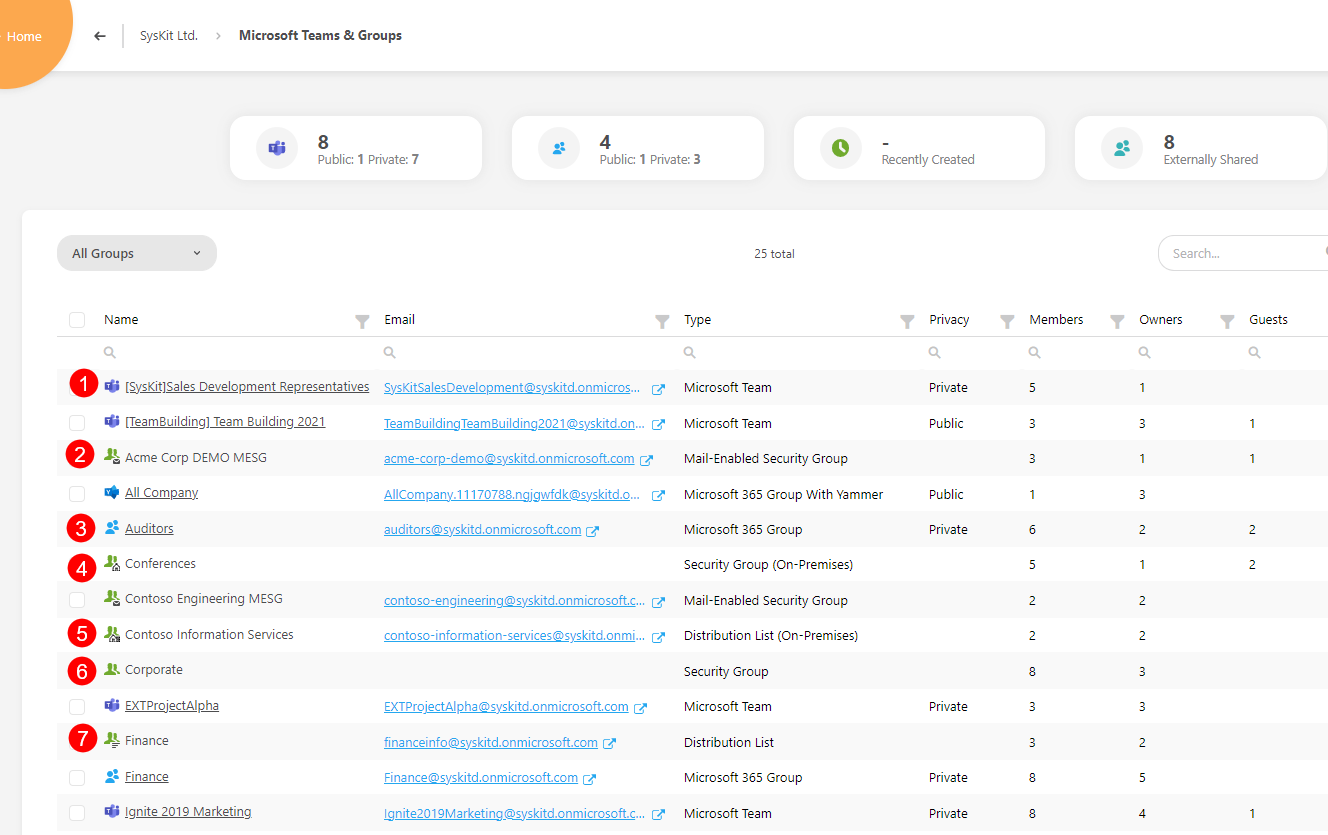 Home
SysKit Ltd. > Microsoft Teams & Groups
8
Public: 1 Private: 7
4
Public: 1 Private: 3
-
Recently Created
8
Externally Shared
All Groups
25 total
Search...
Name Email Type Privacy Members Owners Guests
1 [SysKit]Sales Development Representatives SysKitSalesDevelopment@syskitd.onmicros... Microsoft Team Private 5 1
[TeamBuilding] Team Building 2021 TeamBuildingTeamBuilding2021@syskitd.on... Microsoft Team Public 3 3 1
2 Acme Corp DEMO MESG acme-corp-demo@syskitd.onmicrosoft.com Mail-Enabled Security Group 3 1 1
All Company AllCompany.11170788.ngjgwfdk@syskitd.o... Microsoft 365 Group With Yammer Public 1 3
3 Auditors auditors@syskitd.onmicrosoft.com Microsoft 365 Group Private 6 2 2
4 Conferences Security Group (On-Premises) 5 1 2
Contoso Engineering MESG contoso-engineering@syskitd.onmicrosoft.c... Mail-Enabled Security Group 2 2
5 Contoso Information Services contoso-information-services@syskitd.onmi... Distribution List (On-Premises) 2 2
6 Corporate Security Group 8 3
EXTProjectAlpha EXTProjectAlpha@syskitd.onmicrosoft.com Microsoft Team Private 3 3
7 Finance financeinfo@syskitd.onmicrosoft.com Distribution List 3 2
Finance Finance@syskitd.onmicrosoft.com Microsoft 365 Group Private 8 5
Ignite 2019 Marketing Ignite2019Marketing@syskitd.onmicrosoft.c... Microsoft Team Private 8 4 1